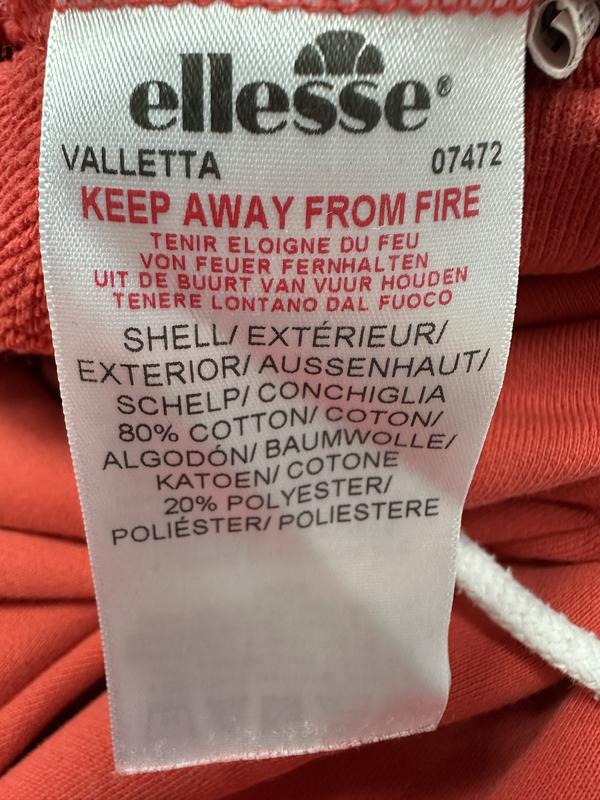 ellesse®
VALLETTA 07472
KEEP AWAY FROM FIRE
TENIR ELOIGNE DU FEU
VON FEUER FERNHALTEN
UIT DE BUURT VAN VUUR HOUDEN
TENERE LONTANO DAL FUOCO
SHELL/ EXTÉRIEUR/
EXTERIOR/ AUSSENHAUT/
SCHELP/ CONCHIGLIA
80% COTTON/ COTON/
ALGODÓN/ BAUMWOLLE/
KATOEN/ COTONE
20% POLYESTER/
POLIÉSTER/ POLIESTERE